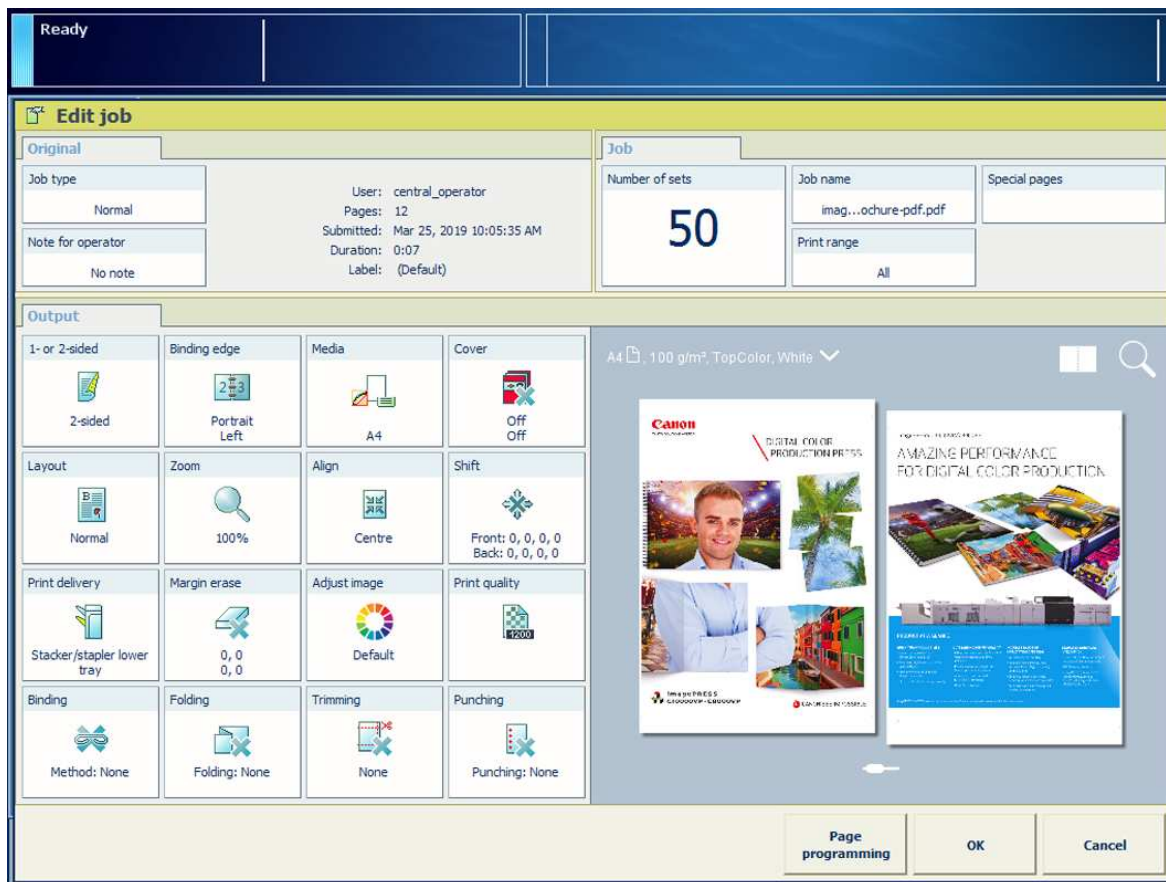 Ready
Edit job
Original
Job type
Normal
Note for operator
No note
User: central_operator
Pages: 12
Submitted: Mar 25, 2019 10:05:35 AM
Duration: 0:07
Label: (Default)
Job
Number of sets
50
Job name
imag...ochure-pdf.pdf
Print range
All
Special pages
Output
1- or 2-sided
2-sided
Binding edge
2 3
Portrait
Left
Media
A4
Cover
Off
Off
Layout
B
Normal
Zoom
100%
Align
Centre
Shift
Front: 0, 0, 0, 0
Back: 0, 0, 0, 0
Print delivery
Stacker/stapler lower
tray
Margin erase
0, 0
0, 0
Adjust image
Default
Print quality
1200
Binding
Method: None
Folding
Folding: None
Trimming
None
Punching
Punching: None
A4 , 100 g/m², TopColor, White
Canon
DIGITAL COLOR
PRODUCTION PRESS
imagePRESS
AMAZING PERFORMANCE
FOR DIGITAL COLOR PRODUCTION
Page
programming
OK
Cancel